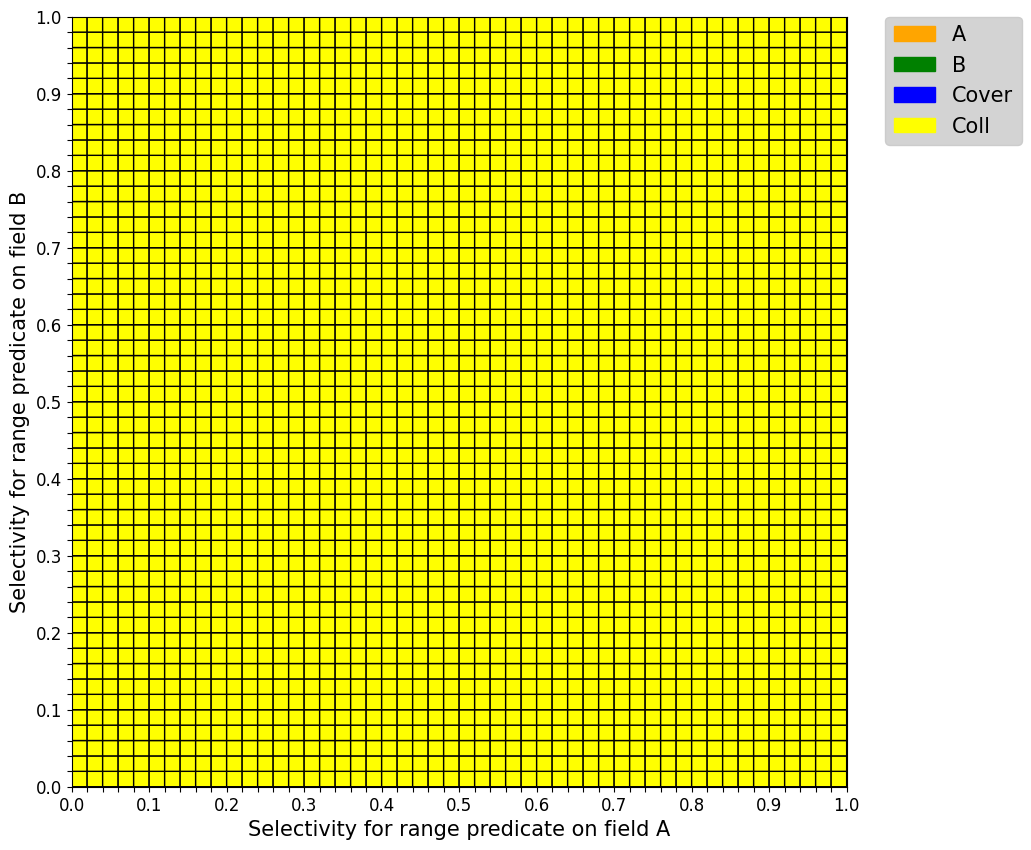 1.0
0.9
0.8
0.7
0.6
0.5
0.4
0.3
0.2
0.1
0.0
Selectivity for range predicate on field B
0.0 0.1 0.2 0.3 0.4 0.5 0.6 0.7 0.8 0.9 1.0
Selectivity for range predicate on field A
A
B
Cover
Coll